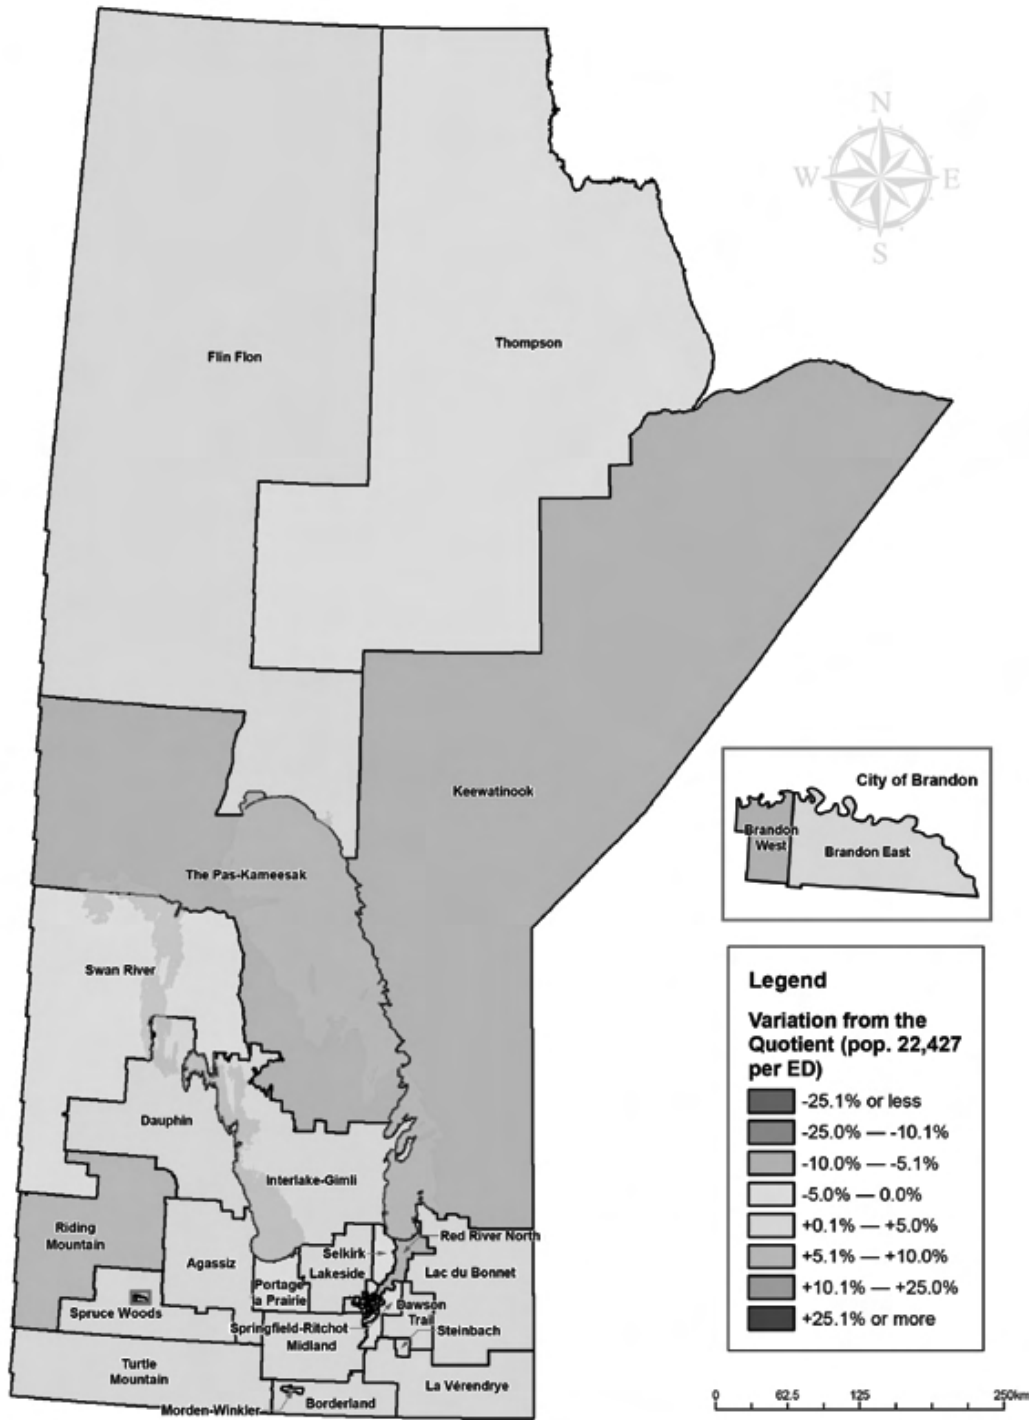 N
W E
S
Flin Flon
Thompson
Keewatinook
City of Brandon
Brandon
West
Brandon East
The Pas-Kameesak
Swan River
Dauphin
Interlake-Gimli
Riding
Mountain
Agassiz
Selkirk
Lakeside
Red River North
Lac du Bonnet
Portage
la Prairie
Spruce Woods
Dawson
Trail
Springfield-Ritchot
Midland
Steinbach
Turtle
Mountain
La Vérendrye
Morden-Winkler
Borderland
Legend
Variation from the
Quotient (pop. 22,427
per ED)
-25.1% or less
-25.0% — -10.1%
-10.0% — -5.1%
-5.0% — 0.0%
+0.1% — +5.0%
+5.1% — +10.0%
+10.1% — +25.0%
+25.1% or more
0 62.5 125 250km